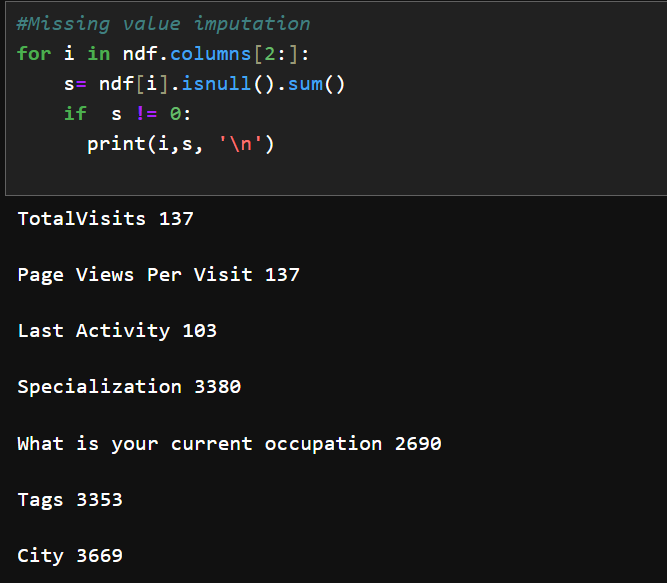 #Missing value imputation
for i in ndf.columns[2:]:
    s= ndf[i].isnull().sum()
    if  s != 0:
      print(i,s, '\n')
TotalVisits 137
Page Views Per Visit 137
Last Activity 103
Specialization 3380
What is your current occupation 2690
Tags 3353
City 3669